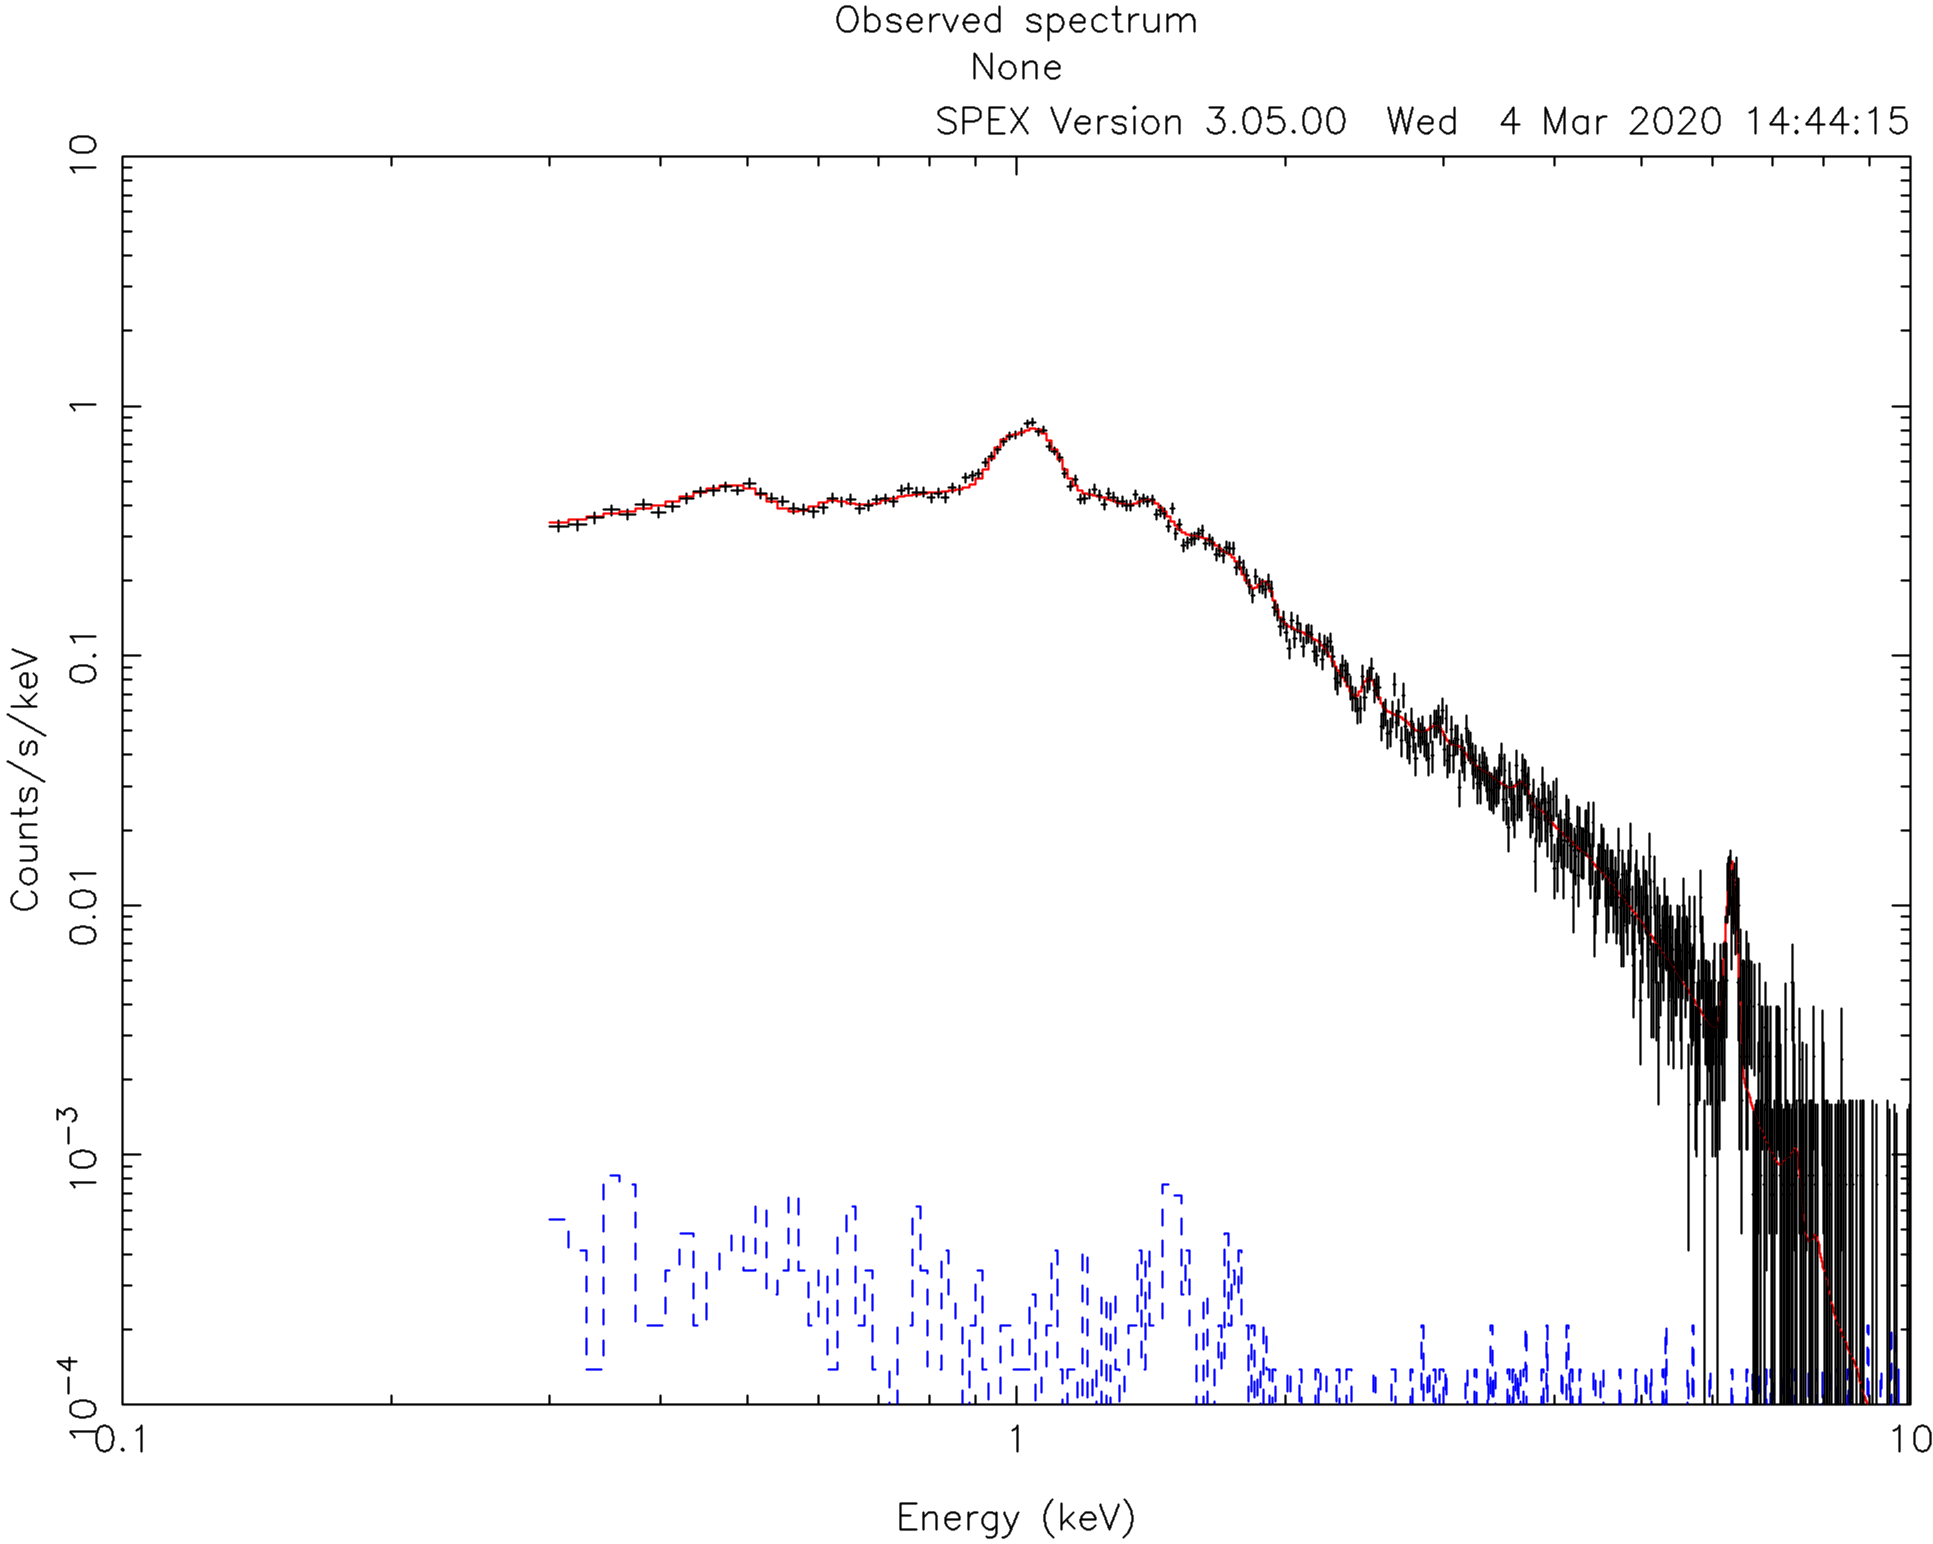 Observed spectrum
None
SPEX Version 3.05.00 Wed 4 Mar 2020 14:44:15
10
1
0.1
0.01
10−3
10−4
Counts/s/keV
0.1 1 10
Energy (keV)